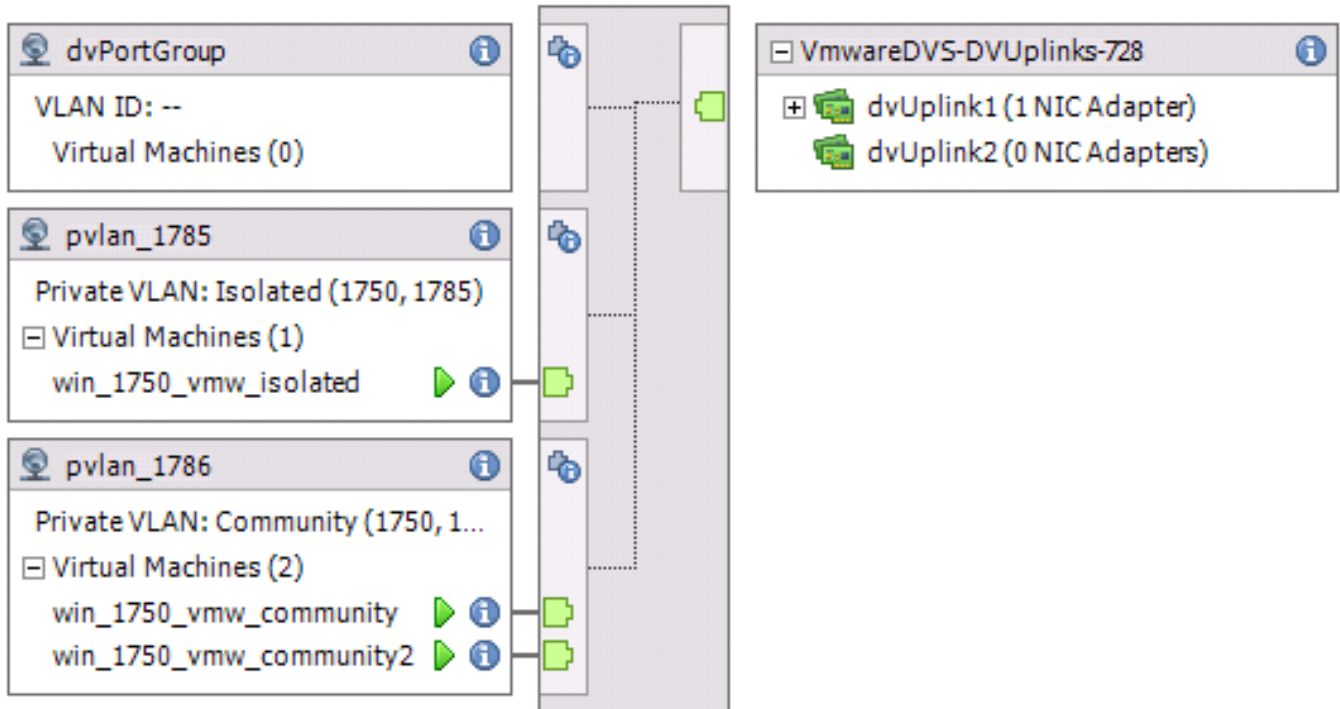 dvPortGroup
VLAN ID: --
Virtual Machines (0)
pvlan_1785
Private VLAN: Isolated (1750, 1785)
Virtual Machines (1)
win_1750_vmw_isolated
pvlan_1786
Private VLAN: Community (1750, 1...
Virtual Machines (2)
win_1750_vmw_community
win_1750_vmw_community2
VmwareDVS-DVUplinks-728
dvUplink1 (1 NIC Adapter)
dvUplink2 (0 NIC Adapters)